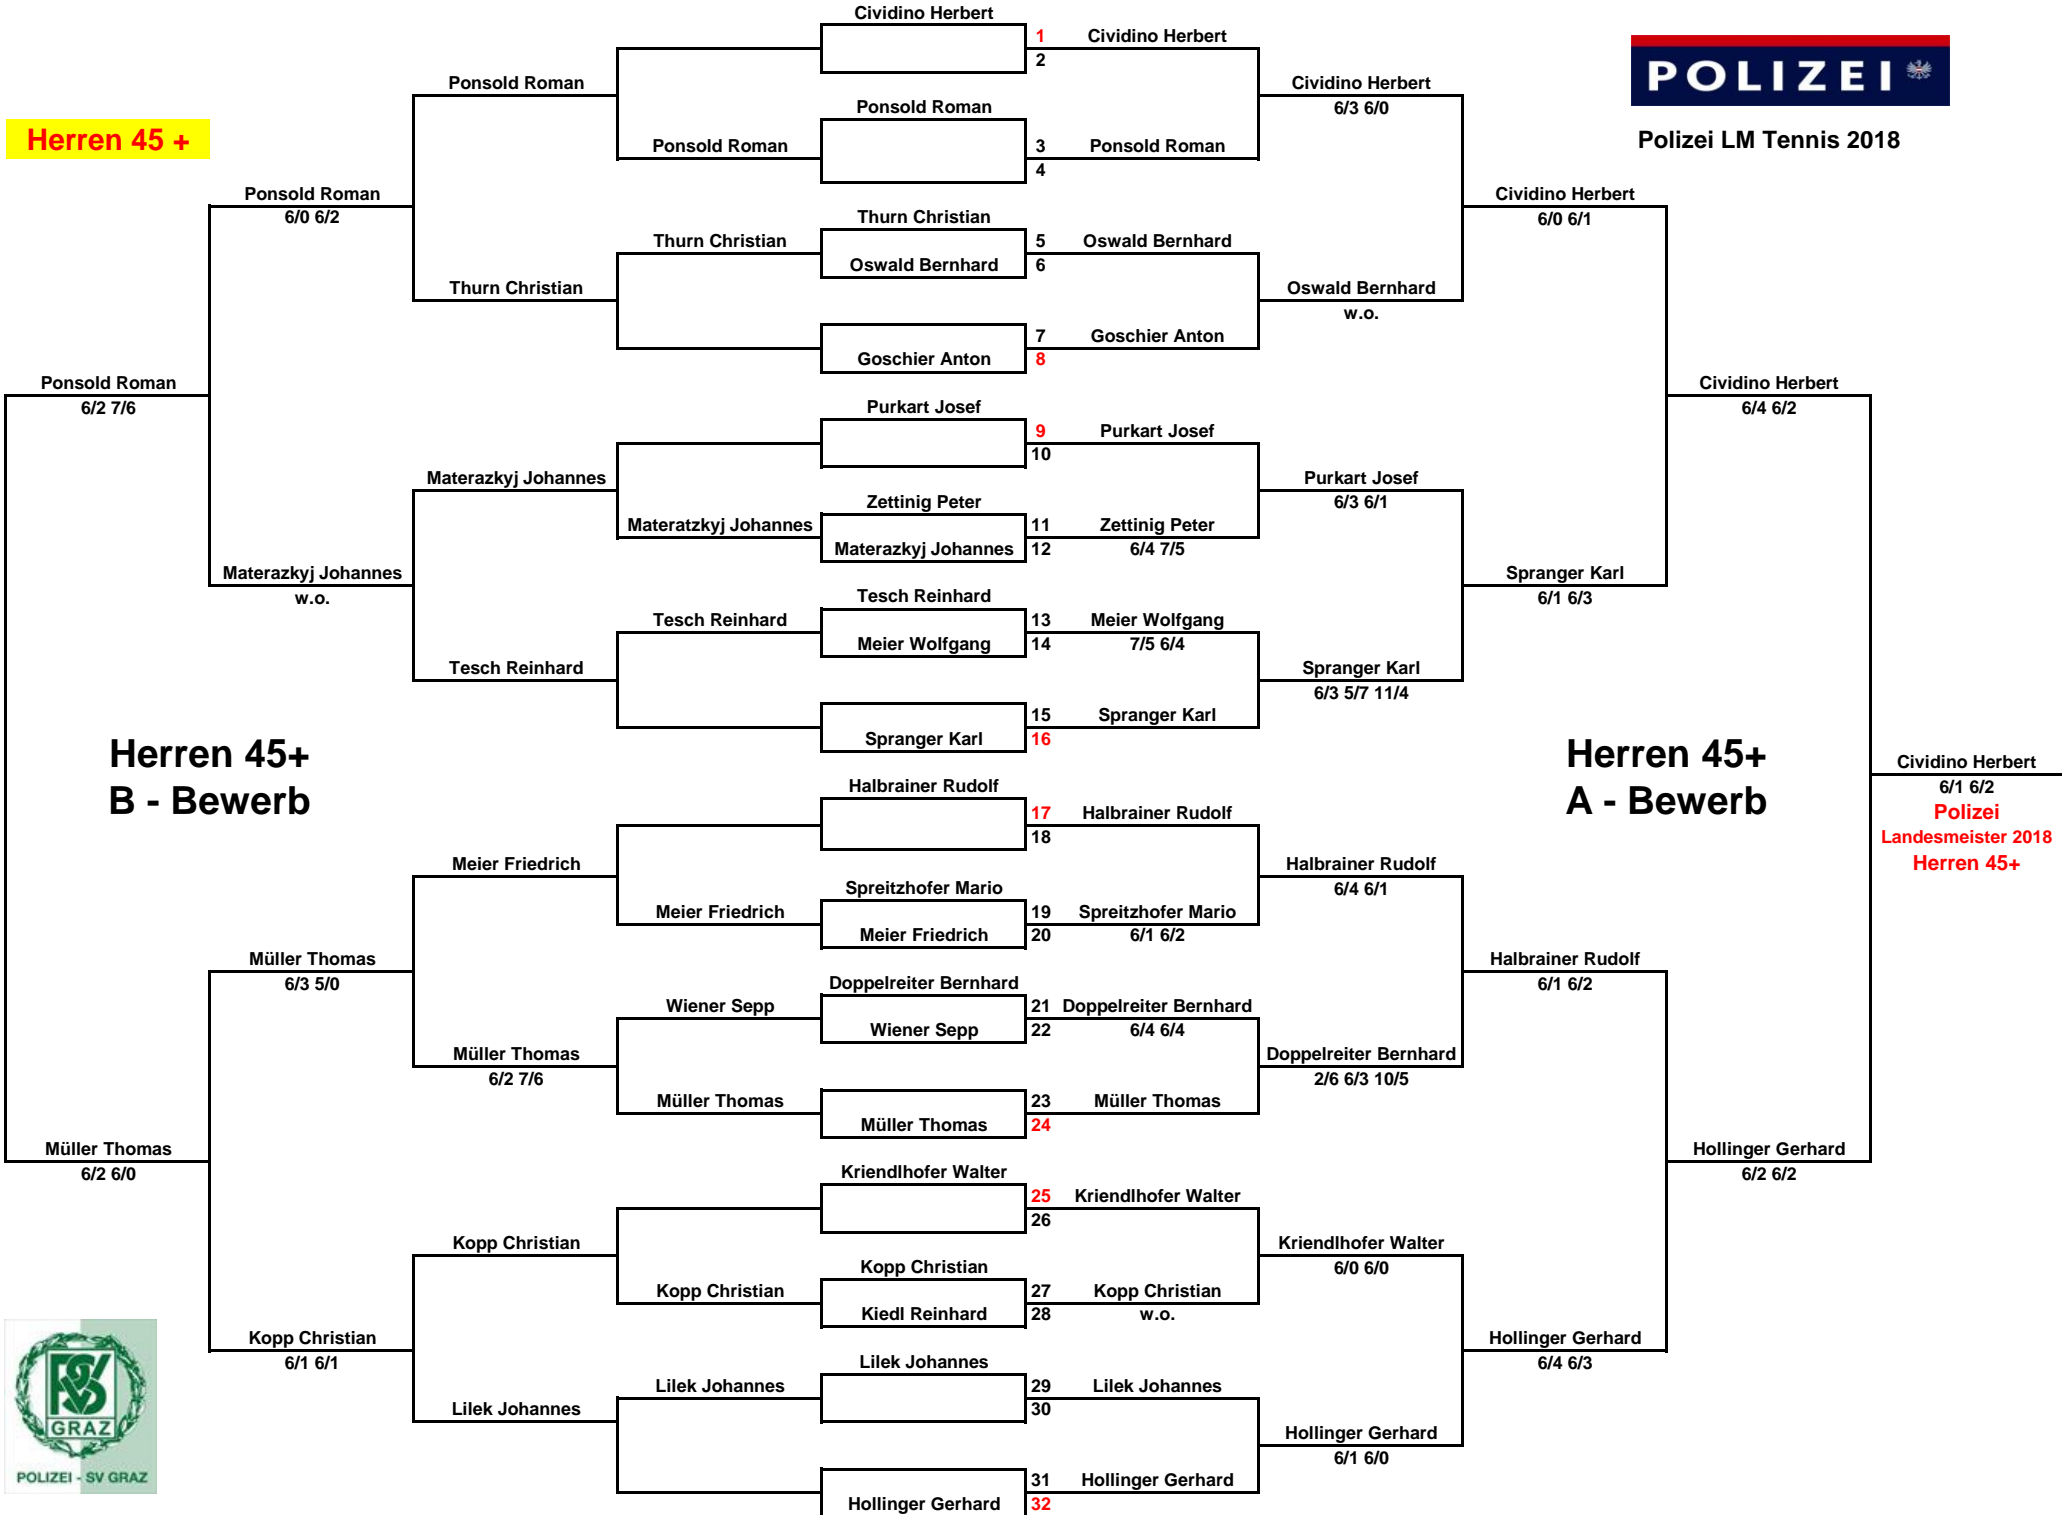 Cividino Herbert
1 Cividino Herbert
2
POLIZEI
Ponsold Roman
Cividino Herbert
6/3 6/0
Ponsold Roman
Herren 45 +
Polizei LM Tennis 2018
Ponsold Roman
3 Ponsold Roman
4
Ponsold Roman
6/0 6/2
Cividino Herbert
6/0 6/1
Thurn Christian
Thurn Christian
5 Oswald Bernhard
Oswald Bernhard
6
Thurn Christian
Oswald Bernhard
w.o.
7 Goschier Anton
Goschier Anton
8
Ponsold Roman
6/2 7/6
Cividino Herbert
6/4 6/2
Purkart Josef
9 Purkart Josef
10
Materazkyj Johannes
Purkart Josef
6/3 6/1
Zettinig Peter
Materatzkyj Johannes
11 Zettinig Peter
Materazkyj Johannes
12 6/4 7/5
Materazkyj Johannes
w.o.
Spranger Karl
6/1 6/3
Tesch Reinhard
Tesch Reinhard
13 Meier Wolfgang
Meier Wolfgang
14 7/5 6/4
Tesch Reinhard
Spranger Karl
6/3 5/7 11/4
15 Spranger Karl
Spranger Karl
16
Herren 45+
B - Bewerb
Herren 45+
A - Bewerb
Cividino Herbert
6/1 6/2
Polizei
Landesmeister 2018
Herren 45+
Halbrainer Rudolf
17 Halbrainer Rudolf
18
Meier Friedrich
Halbrainer Rudolf
6/4 6/1
Spreitzhofer Mario
Meier Friedrich
19 Spreitzhofer Mario
Meier Friedrich
20 6/1 6/2
Müller Thomas
6/3 5/0
Halbrainer Rudolf
6/1 6/2
Doppelreiter Bernhard
Wiener Sepp
21 Doppelreiter Bernhard
Wiener Sepp
22 6/4 6/4
Müller Thomas
6/2 7/6
Doppelreiter Bernhard
2/6 6/3 10/5
Müller Thomas
23 Müller Thomas
Müller Thomas
24
Müller Thomas
6/2 6/0
Hollinger Gerhard
6/2 6/2
Kriendlhofer Walter
25 Kriendlhofer Walter
26
Kopp Christian
Kriendlhofer Walter
6/0 6/0
Kopp Christian
Kopp Christian
27 Kopp Christian
Kiedl Reinhard
28 w.o.
Kopp Christian
6/1 6/1
Hollinger Gerhard
6/4 6/3
Lilek Johannes
Lilek Johannes
29 Lilek Johannes
30
Lilek Johannes
Hollinger Gerhard
6/1 6/0
31 Hollinger Gerhard
Hollinger Gerhard
32
PSV
GRAZ
POLIZEI - SV GRAZ